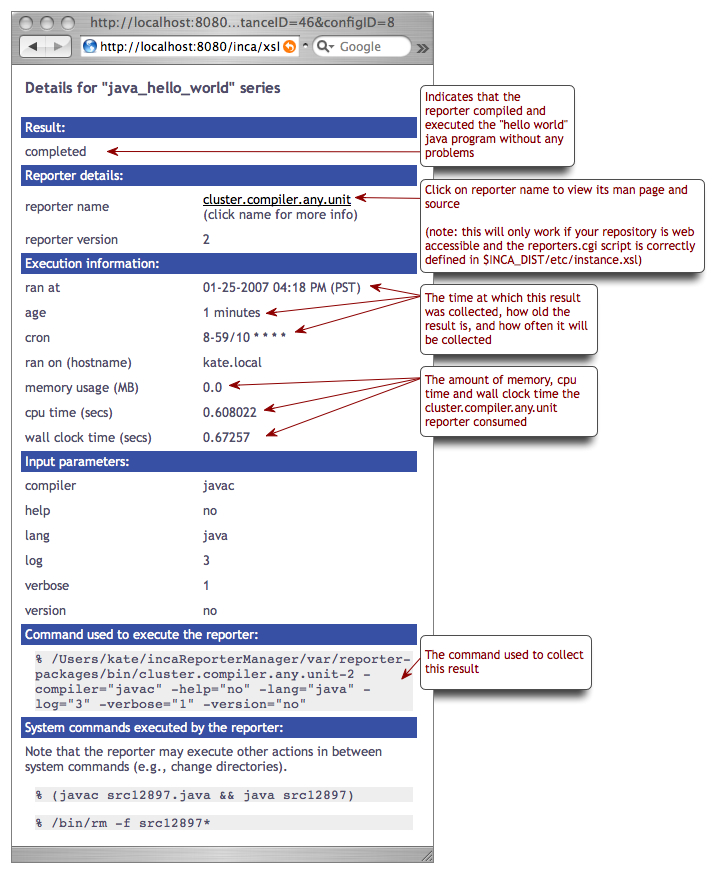 http://localhost:8080...tanceID=46&configID=8
http://localhost:8080/inca/xsl
Google
»
Details for "java_hello_world" series
Result:
completed
Indicates that the
reporter compiled and
executed the "hello world"
java program without any
problems
Reporter details:
reporter name cluster.compiler.any.unit
(click name for more info)
reporter version 2
Click on reporter name to view its man page and
source
(note: this will only work if your repository is web
accessible and the reporters.cgi script is correctly
defined in $INCA_DIST/etc/instance.xsl)
Execution information:
ran at 01-25-2007 04:18 PM (PST)
age 1 minutes
cron 8-59/10 * * * *
ran on (hostname) kate.local
memory usage (MB) 0.0
cpu time (secs) 0.608022
wall clock time (secs) 0.67257
The time at which this result
was collected, how old the
result is, and how often it will
be collected
The amount of memory, cpu
time and wall clock time the
cluster.compiler.any.unit
reporter consumed
Input parameters:
compiler javac
help no
lang java
log 3
verbose 1
version no
Command used to execute the reporter:
% /Users/kate/incaReporterManager/var/reporter-
packages/bin/cluster.compiler.any.unit-2 -
compiler="javac" -help="no" -lang="java" -
log="3" -verbose="1" -version="no"
The command used to collect
this result
System commands executed by the reporter:
Note that the reporter may execute other actions in between
system commands (e.g., change directories).
% (javac src12897.java && java src12897)
% /bin/rm -f src12897*